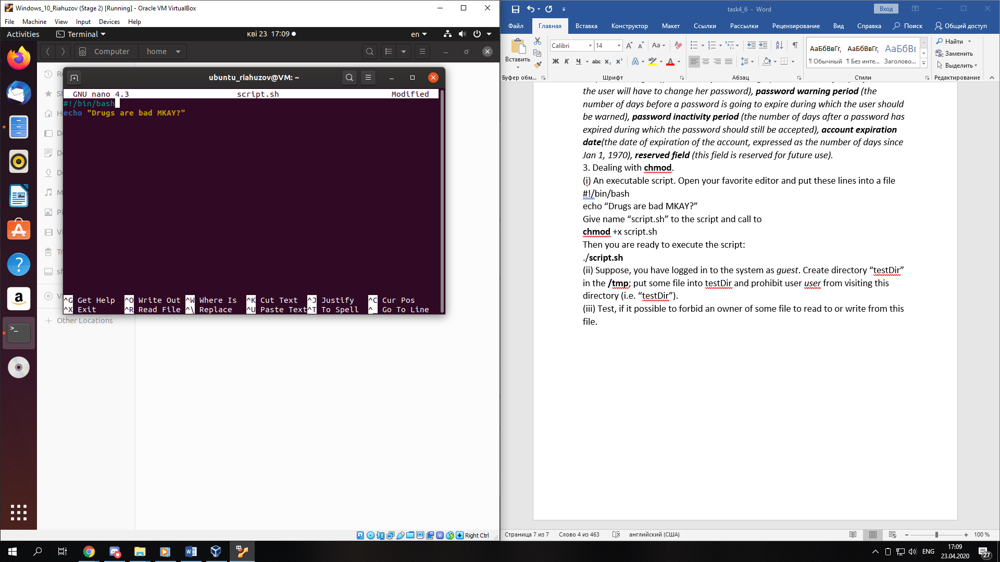 Windows_10_Riahuzov (Stage 2) [Running] - Oracle VM VirtualBox
File Machine View Input Devices Help
Activities Terminal кві 23 17:09 en
Computer home
ubuntu_riahuzov@VM: ~
GNU nano 4.3 script.sh Modified
#!/bin/bash
echo "Drugs are bad MKAY?"
^G Get Help ^O Write Out ^W Where Is ^K Cut Text ^J Justify ^C Cur Pos
^X Exit ^R Read File ^\ Replace ^U Paste Text ^T To Spell ^_ Go To Line
+ Other Locations
Right Ctrl
task4_6 - Word
Вход
Файл Главная Вставка Конструктор Макет Ссылки Рассылки Рецензирование Вид Справка Поиск Общий доступ
Вставить
Calibri 14
Ж К Ч abc x₂ x²
АаБбВвГг, АаБбВвГг, АаБбВв
¶ Обычный ¶ Без инте... Заголово...
Найти
Заменить
Выделить
Буфер обм... Шрифт Абзац Стили Редактирование
the user will have to change her password), password warning period (the
number of days before a password is going to expire during which the user should
be warned), password inactivity period (the number of days after a password has
expired during which the password should still be accepted), account expiration
date(the date of expiration of the account, expressed as the number of days since
Jan 1, 1970), reserved field (this field is reserved for future use).
3. Dealing with chmod.
(i) An executable script. Open your favorite editor and put these lines into a file
#!/bin/bash
echo “Drugs are bad MKAY?”
Give name “script.sh” to the script and call to
chmod +x script.sh
Then you are ready to execute the script:
./script.sh
(ii) Suppose, you have logged in to the system as guest. Create directory “testDir”
in the /tmp; put some file into testDir and prohibit user user from visiting this
directory (i.e. “testDir”).
(iii) Test, if it possible to forbid an owner of some file to read to or write from this
file.
Страница 7 из 7 Слово 4 из 463 английский (США) 100 %
ENG 17:09
23.04.2020
27